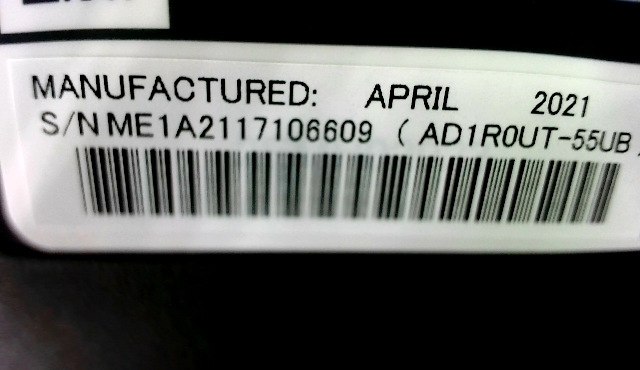 MANUFACTURED: APRIL 2021
S/N ME1A2117106609 ( AD1R0UT-55UB